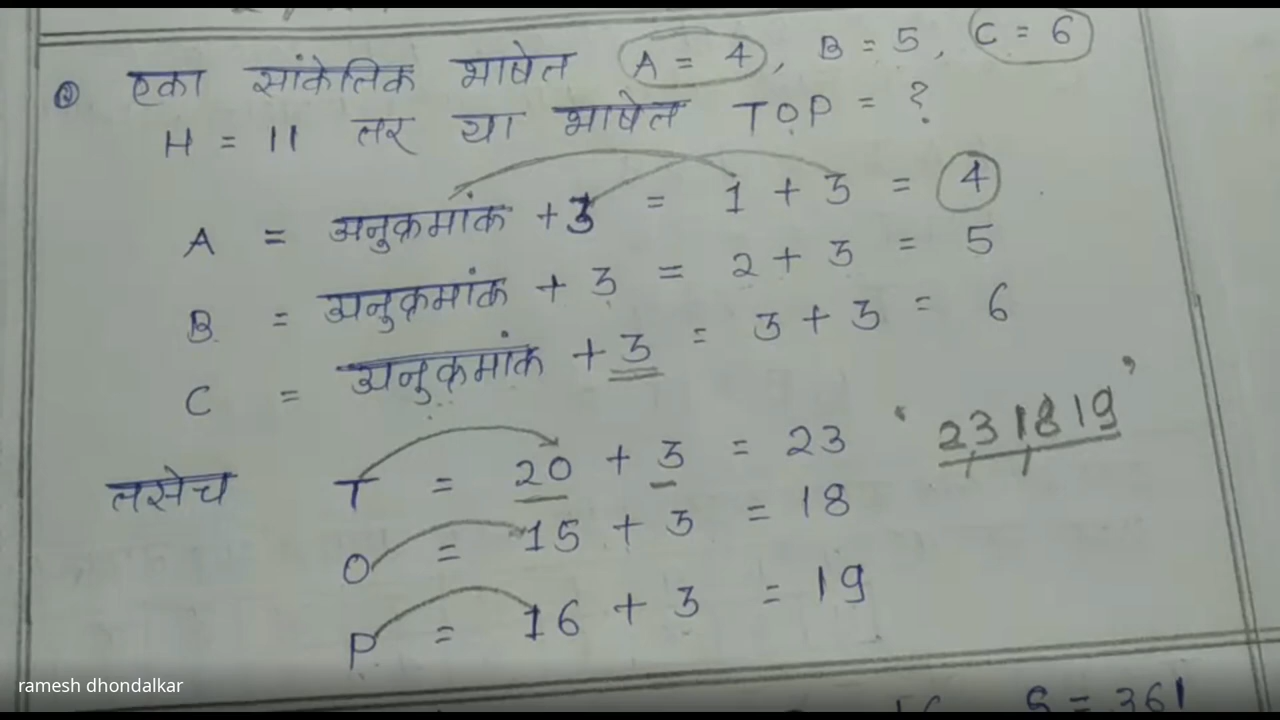 एका सांकेतिक भाषेत A = 4, B = 5, C = 6
H = 11 तर या भाषेत TOP = ?
A = अनुक्रमांक + 3 = 1 + 3 = 4
B = अनुक्रमांक + 3 = 2 + 3 = 5
C = अनुक्रमांक + 3 = 3 + 3 = 6
तसेच T = 20 + 3 = 23 ‘231819’
O = 15 + 3 = 18
P = 16 + 3 = 19
ramesh dhondalkar
S = 361